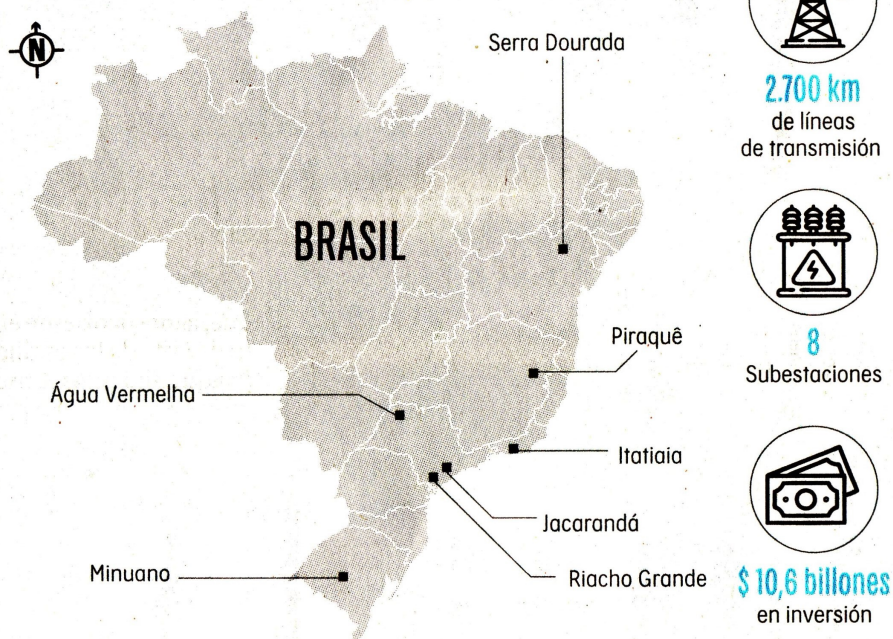 N
Serra Dourada
BRASIL
Piraquê
Água Vermelha
Itatiaia
Jacarandá
Minuano
Riacho Grande
2.700 km
de líneas
de transmisión
8
Subestaciones
$ 10,6 billones
en inversión